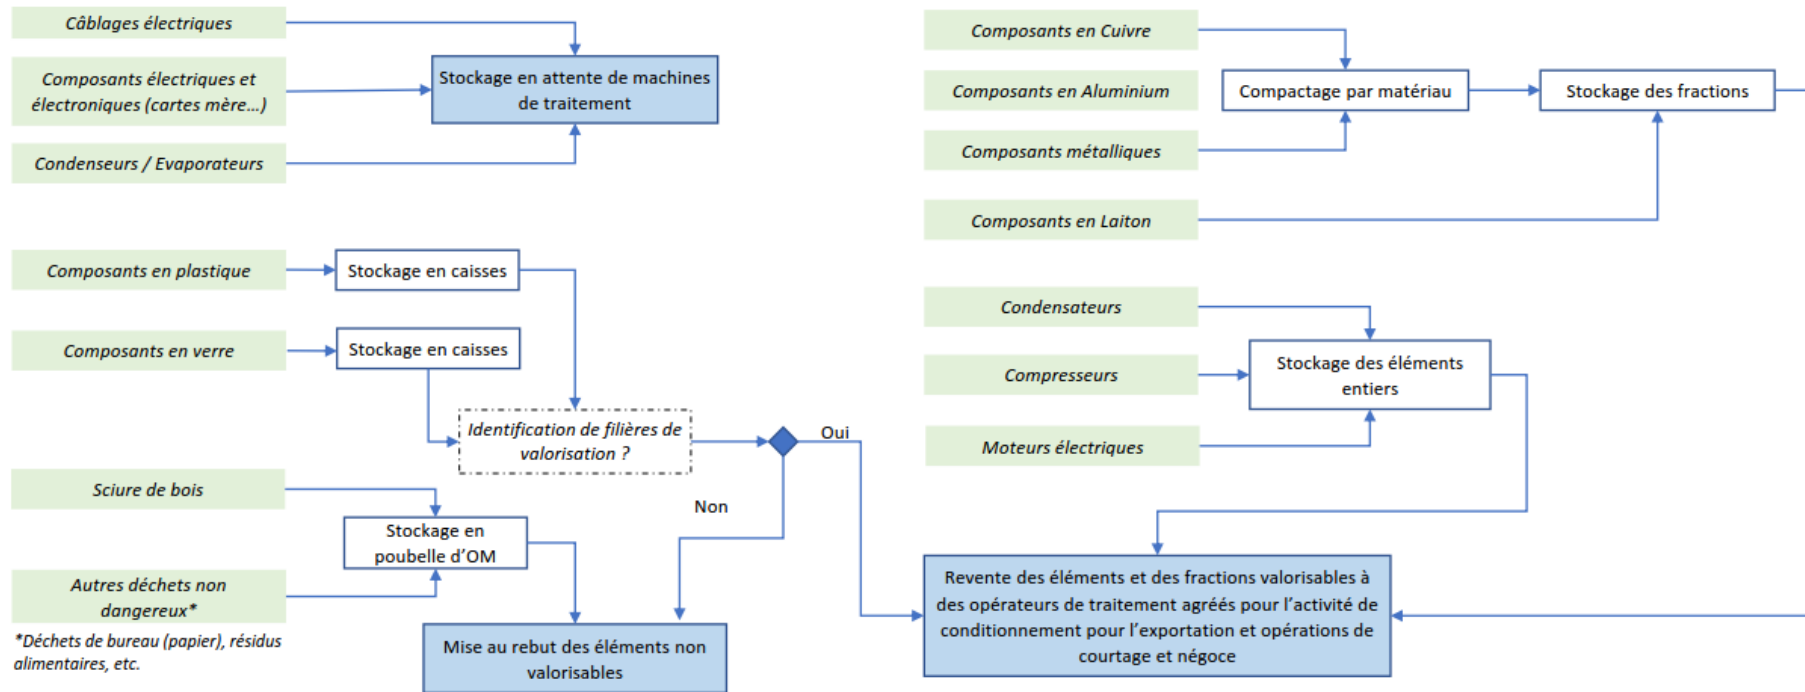 Câblages électriques
Composants électriques et
électroniques (cartes mère…)
Condenseurs / Evaporateurs
Stockage en attente de machines
de traitement
Composants en plastique
Stockage en caisses
Composants en verre
Stockage en caisses
Identification de filières de
valorisation ?
Oui
Non
Sciure de bois
Stockage en
poubelle d’OM
Autres déchets non
dangereux*
*Déchets de bureau (papier), résidus
alimentaires, etc.
Mise au rebut des éléments non
valorisables
Composants en Cuivre
Composants en Aluminium
Composants métalliques
Composants en Laiton
Compactage par matériau
Stockage des fractions
Condensateurs
Compresseurs
Moteurs électriques
Stockage des éléments
entiers
Revente des éléments et des fractions valorisables à
des opérateurs de traitement agréés pour l’activité de
conditionnement pour l’exportation et opérations de
courtage et négoce